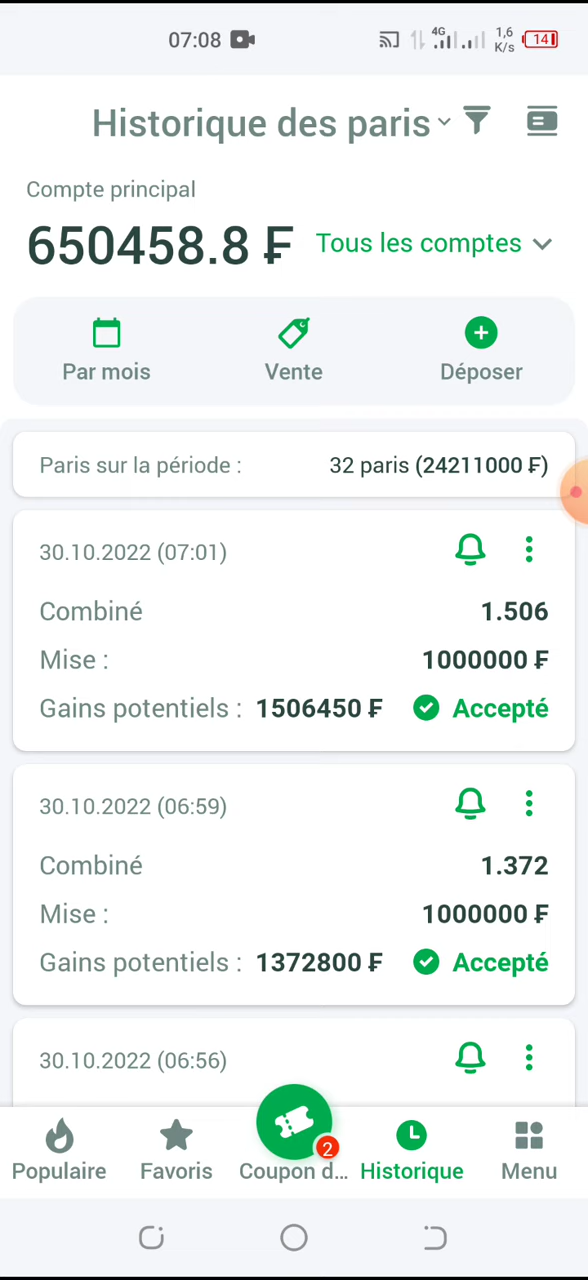 07:08
4G
1,6
K/s
14
Historique des paris
Compte principal
650458.8 ₣ Tous les comptes
Par mois Vente Déposer
Paris sur la période : 32 paris (24211000 ₣)
30.10.2022 (07:01)
Combiné 1.506
Mise : 1000000 ₣
Gains potentiels : 1506450 ₣ Accepté
30.10.2022 (06:59)
Combiné 1.372
Mise : 1000000 ₣
Gains potentiels : 1372800 ₣ Accepté
30.10.2022 (06:56)
2
Populaire Favoris Coupon d... Historique Menu